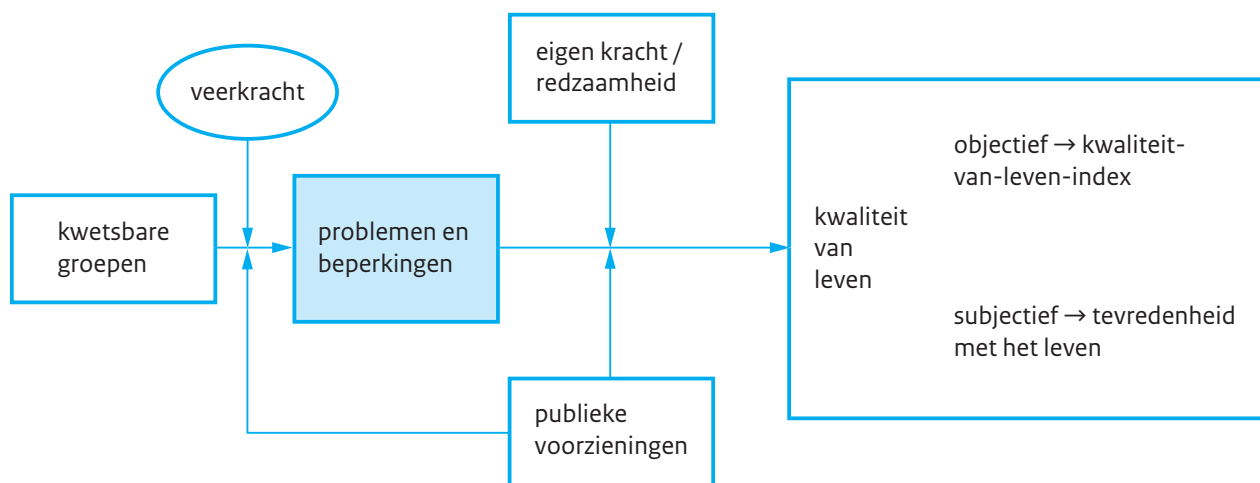 veerkracht
eigen kracht /
redzaamheid
kwetsbare
groepen
problemen en
beperkingen
kwaliteit
van
leven
objectief → kwaliteit-
van-leven-index
subjectief → tevredenheid
met het leven
publieke
voorzieningen